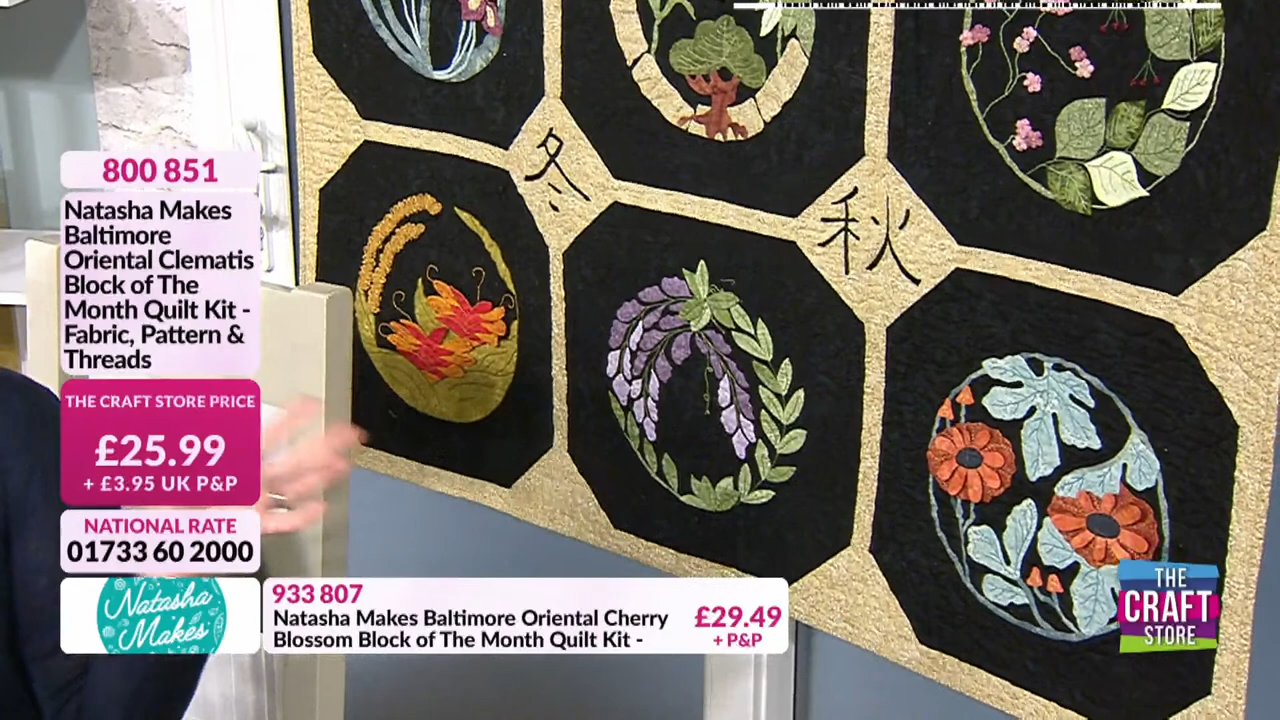 冬
秋
800 851
Natasha Makes
Baltimore
Oriental Clematis
Block of The
Month Quilt Kit -
Fabric, Pattern &
Threads
THE CRAFT STORE PRICE
£25.99
+ £3.95 UK P&P
NATIONAL RATE
01733 60 2000
Natasha
Makes
933 807
Natasha Makes Baltimore Oriental Cherry
Blossom Block of The Month Quilt Kit -
£29.49
+ P&P
THE
CRAFT
STORE